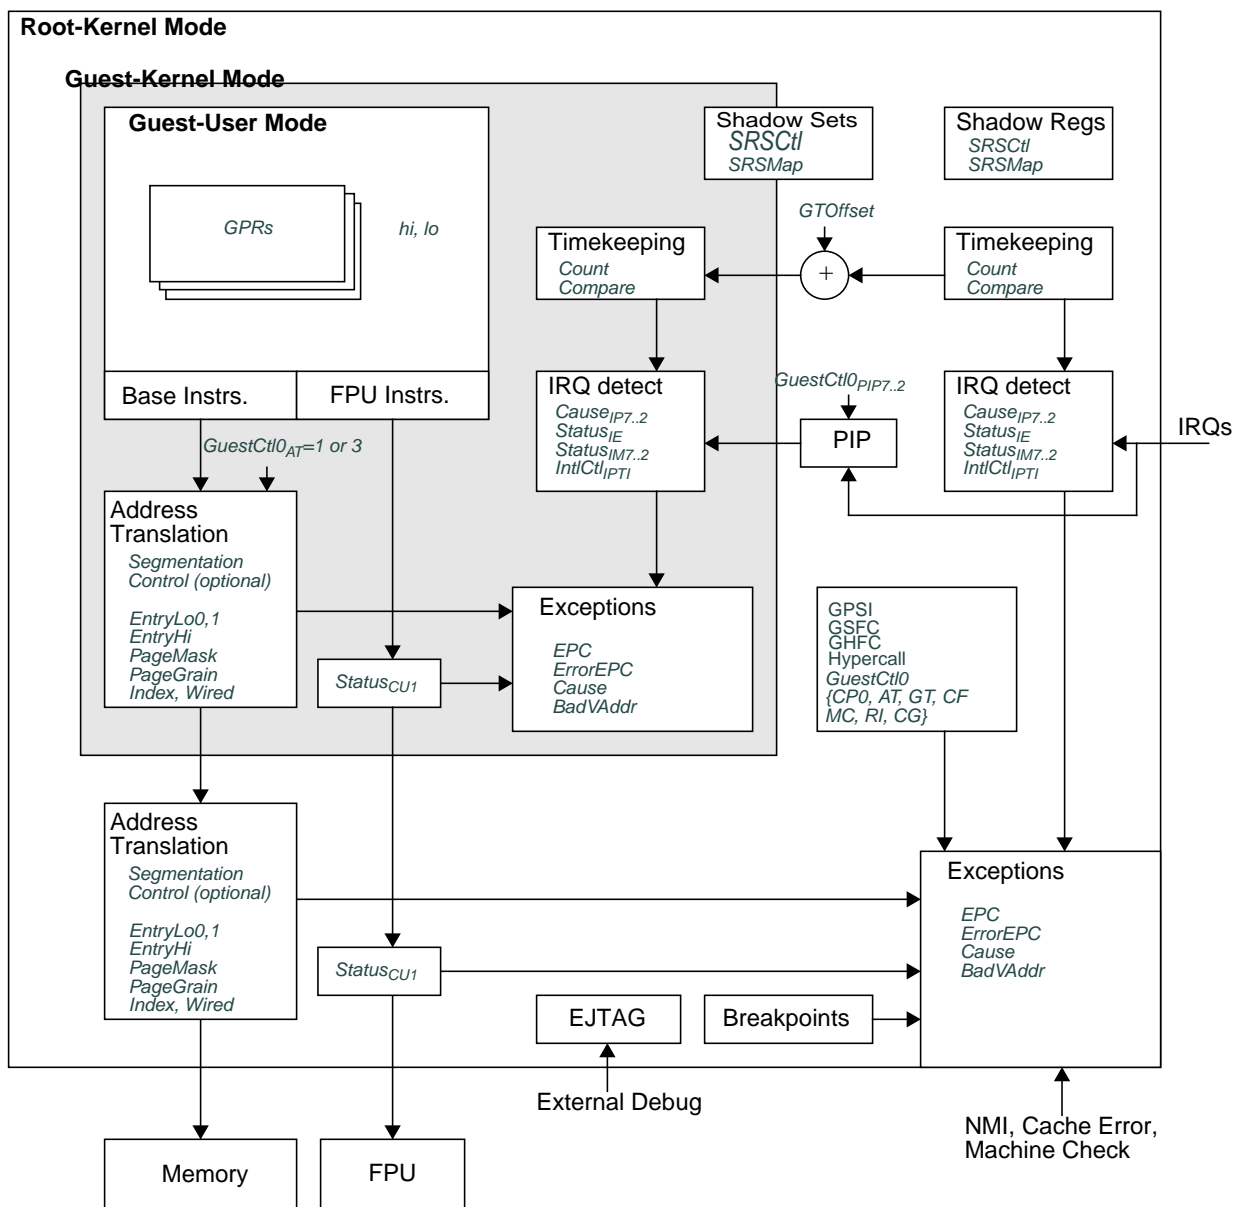 Root-Kernel Mode
Guest-Kernel Mode
Guest-User Mode
GPRs
hi, lo
Base Instrs.
FPU Instrs.
Shadow Sets
SRSCtl
SRSMap
Shadow Regs
SRSCtl
SRSMap
GTOffset
Timekeeping
Count
Compare
+
Timekeeping
Count
Compare
IRQ detect
CauseIP7..2
StatusIE
StatusIM7..2
IntlCtlIPTI
GuestCtl0PIP7..2
PIP
IRQ detect
CauseIP7..2
StatusIE
StatusIM7..2
IntlCtlIPTI
IRQs
GuestCtl0AT=1 or 3
Address
Translation
Segmentation
Control (optional)
EntryLo0,1
EntryHi
PageMask
PageGrain
Index, Wired
StatusCU1
Exceptions
EPC
ErrorEPC
Cause
BadVAddr
GPSI
GSFC
GHFC
Hypercall
GuestCtl0
{CP0, AT, GT, CF
MC, RI, CG}
Address
Translation
Segmentation
Control (optional)
EntryLo0,1
EntryHi
PageMask
PageGrain
Index, Wired
StatusCU1
Exceptions
EPC
ErrorEPC
Cause
BadVAddr
EJTAG
Breakpoints
External Debug
NMI, Cache Error,
Machine Check
Memory
FPU